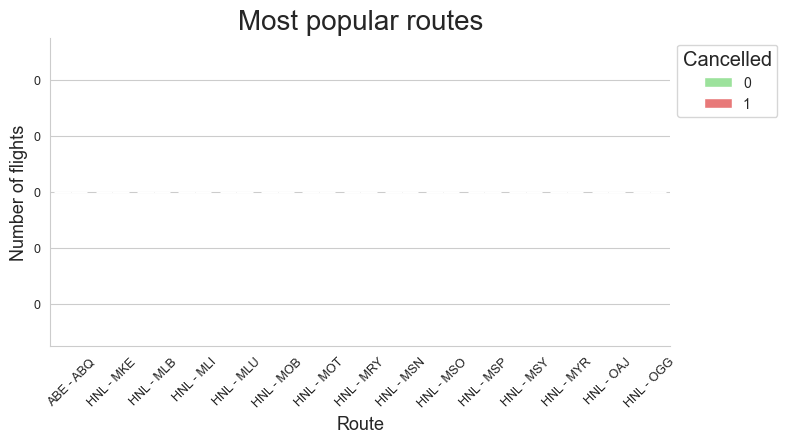 Most popular routes
Cancelled
0
1
Number of flights
0
0
0
0
0
ABE - ABQ
HNL - MKE
HNL - MLB
HNL - MLI
HNL - MLU
HNL - MOB
HNL - MOT
HNL - MRY
HNL - MSN
HNL - MSO
HNL - MSP
HNL - MSY
HNL - MYR
HNL - OAJ
HNL - OGG
Route